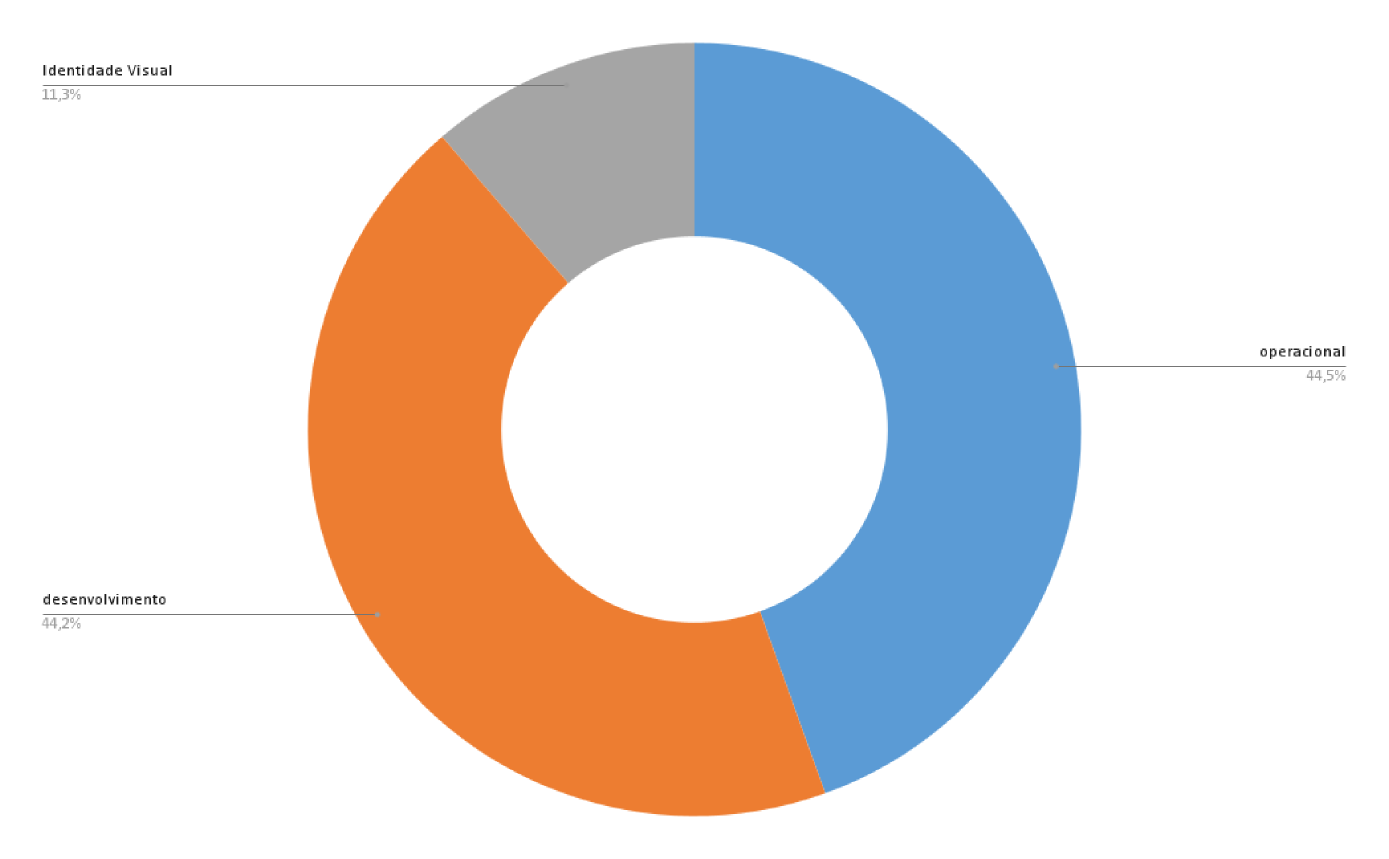 Identidade Visual
11,3%
operacional
44,5%
desenvolvimento
44,2%